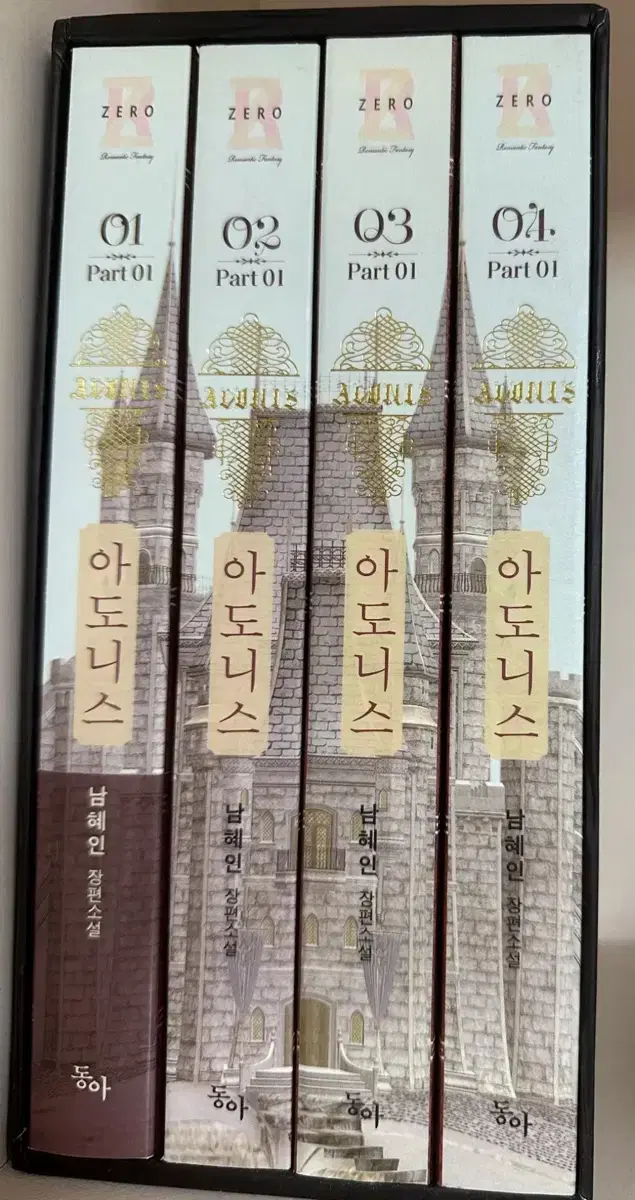 ZERO
Romantic Fantasy
01
Part 01
ADONIS
아도니스
남혜인 장편소설
동아
ZERO
Romantic Fantasy
02
Part 01
ADONIS
아도니스
남혜인 장편소설
동아
ZERO
Romantic Fantasy
03
Part 01
ADONIS
아도니스
남혜인 장편소설
동아
ZERO
Romantic Fantasy
04
Part 01
ADONIS
아도니스
남혜인 장편소설
동아